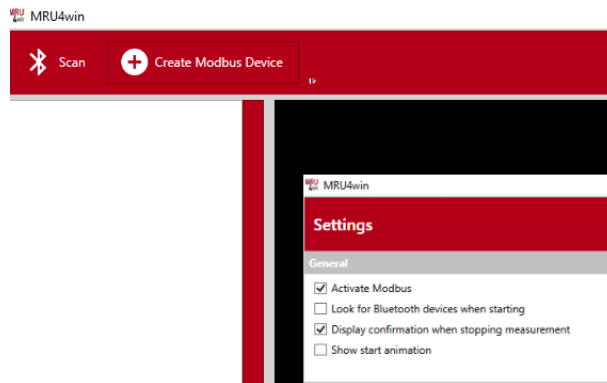 MRU4win
Scan
Create Modbus Device
MRU4win
Settings
General
Activate Modbus
Look for Bluetooth devices when starting
Display confirmation when stopping measurement
Show start animation